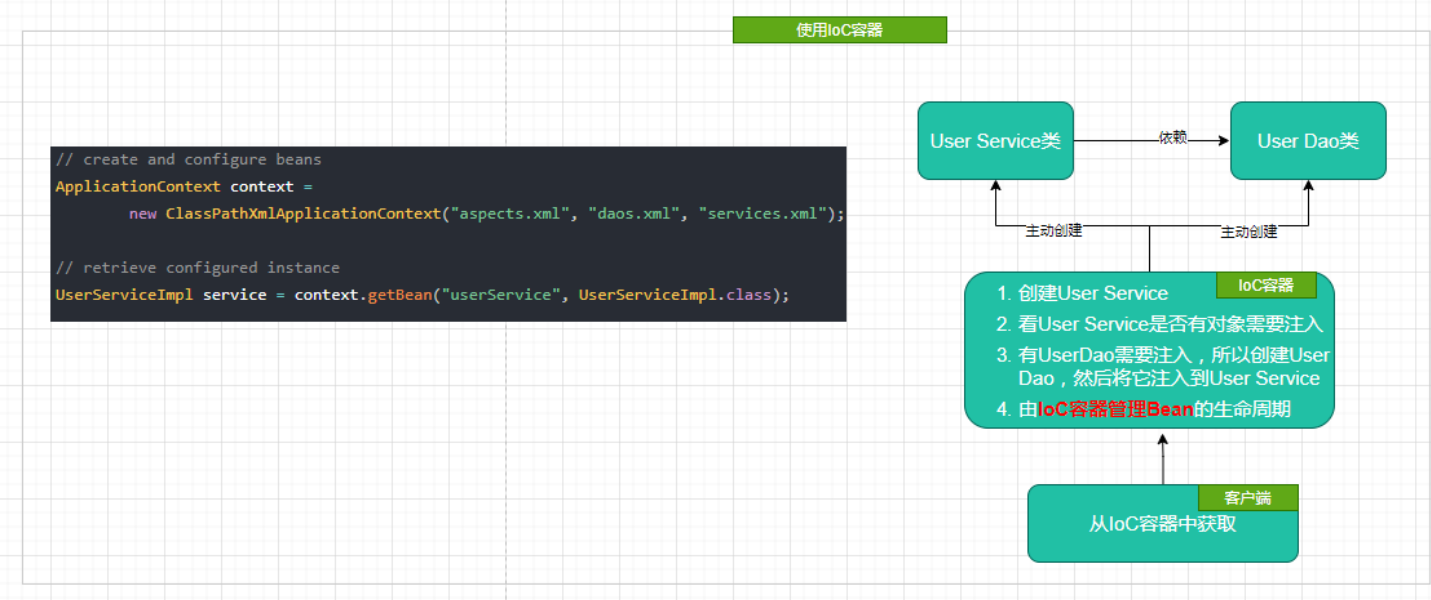 使用IoC容器
// create and configure beans
ApplicationContext context =
new ClassPathXmlApplicationContext("aspects.xml", "daos.xml", "services.xml");
// retrieve configured instance
UserServiceImpl service = context.getBean("userService", UserServiceImpl.class);
User Service类
依赖
User Dao类
主动创建
主动创建
IoC容器
1. 创建User Service
2. 看User Service是否有对象需要注入
3. 有UserDao需要注入，所以创建User
Dao，然后将它注入到User Service
4. 由IoC容器管理Bean的生命周期
客户端
从IoC容器中获取